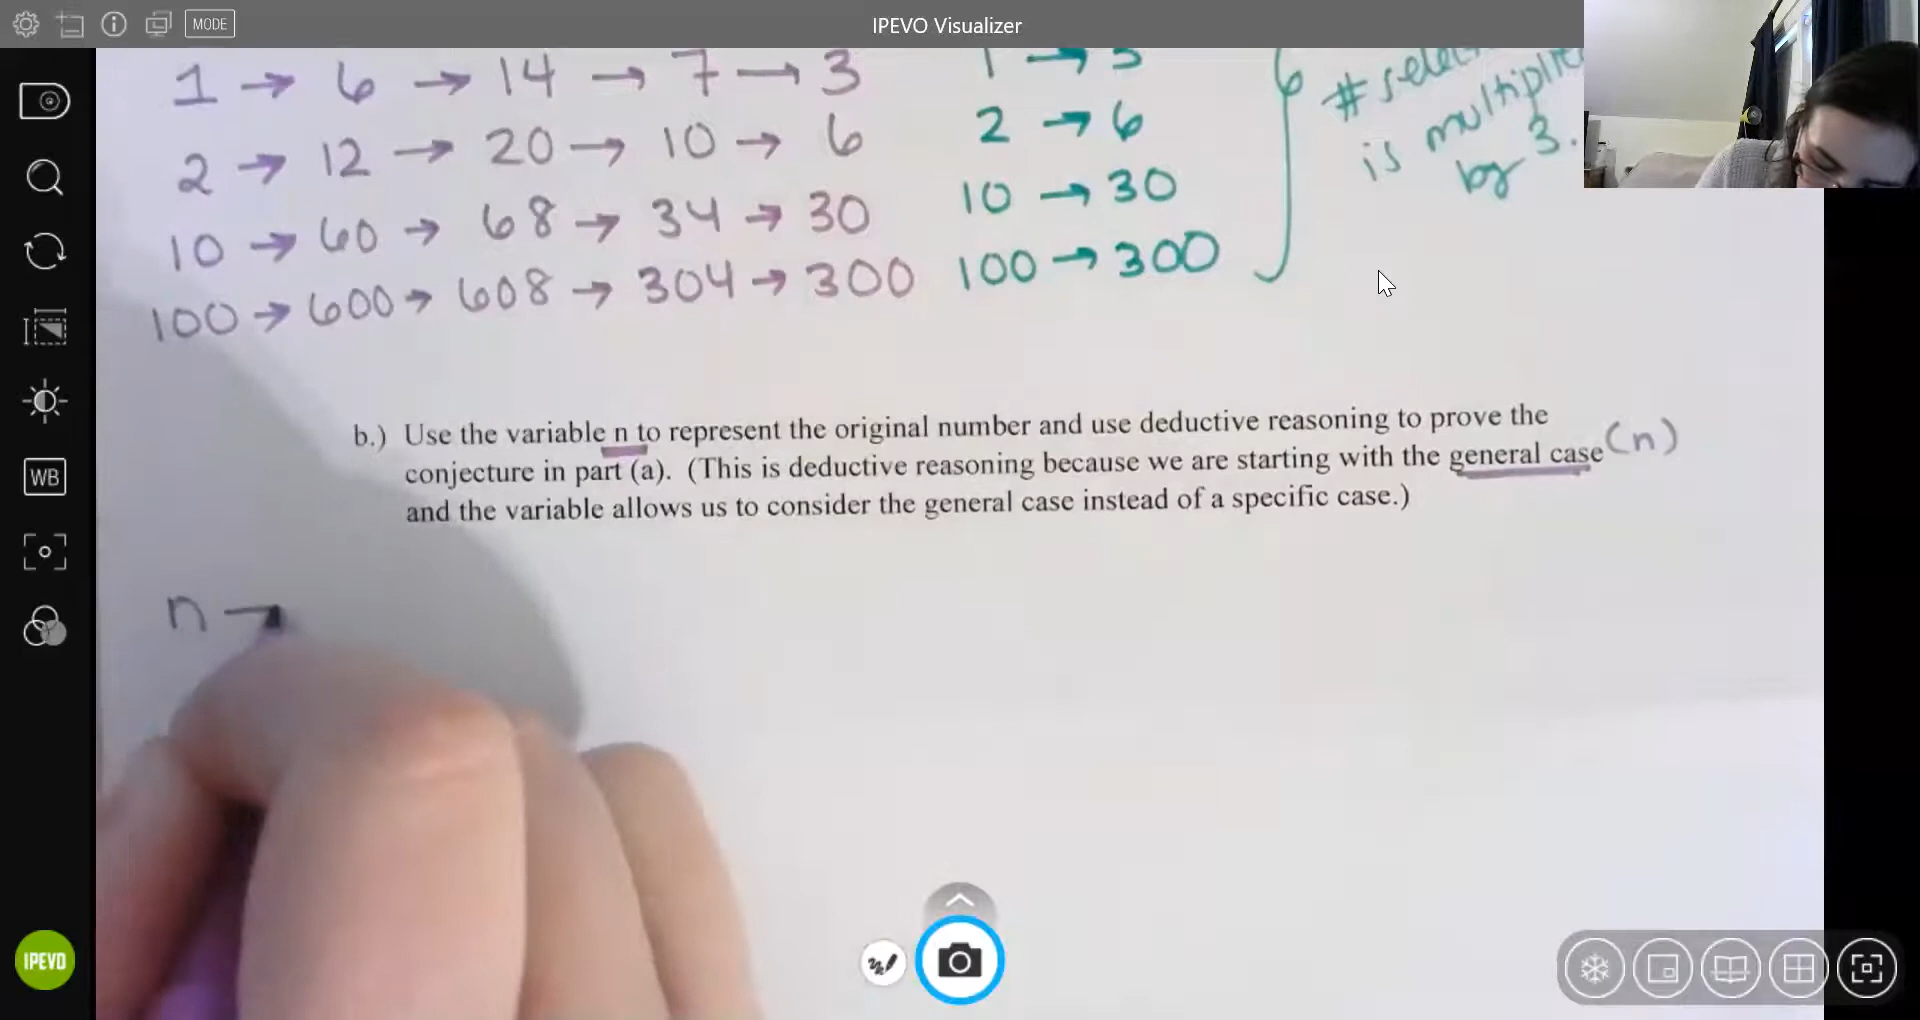 MODE
IPEVO Visualizer
1 → 6 → 14 → 7 → 3
2 → 12 → 20 → 10 → 6
10 → 60 → 68 → 34 → 30
100 → 600 → 608 → 304 → 300
1 → 3
2 → 6
10 → 30
100 → 300
#
is multiplied
by 3.
b.) Use the variable n to represent the original number and use deductive reasoning to prove the
conjecture in part (a). (This is deductive reasoning because we are starting with the general case (n)
and the variable allows us to consider the general case instead of a specific case.)
n →
WB
IPEVO